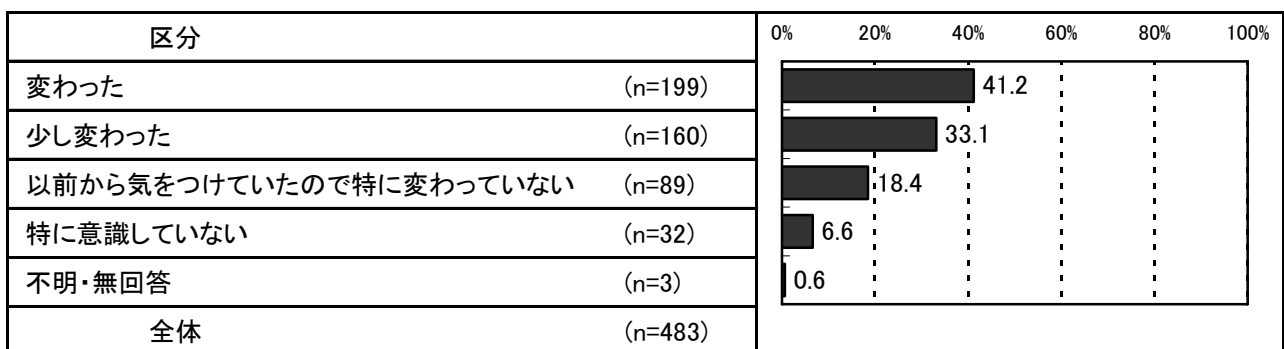 区分 0% 20% 40% 60% 80% 100%
変わった (n=199) 41.2
少し変わった (n=160) 33.1
以前から気をつけていたので特に変わっていない (n=89) 18.4
特に意識していない (n=32) 6.6
不明・無回答 (n=3) 0.6
全体 (n=483)